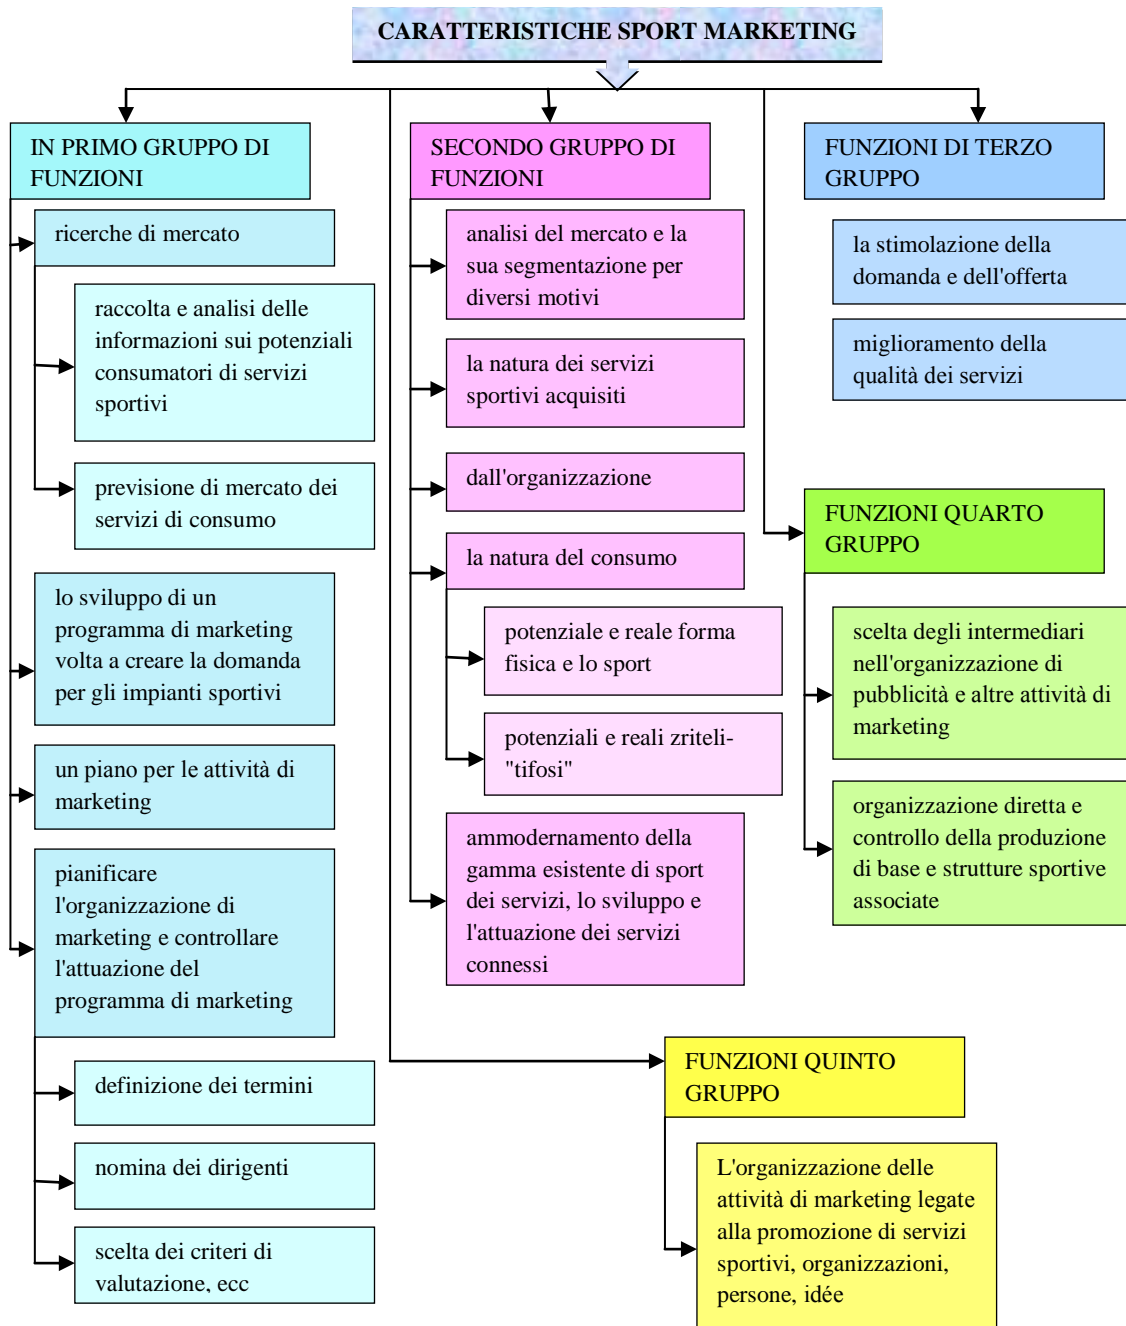 CARATTERISTICHE SPORT MARKETING
IN PRIMO GRUPPO DI
FUNZIONI
ricerche di mercato
raccolta e analisi delle
informazioni sui potenziali
consumatori di servizi
sportivi
previsione di mercato dei
servizi di consumo
lo sviluppo di un
programma di marketing
volta a creare la domanda
per gli impianti sportivi
un piano per le attività di
marketing
pianificare
l'organizzazione di
marketing e controllare
l'attuazione del
programma di marketing
definizione dei termini
nomina dei dirigenti
scelta dei criteri di
valutazione, ecc
SECONDO GRUPPO DI
FUNZIONI
analisi del mercato e la
sua segmentazione per
diversi motivi
la natura dei servizi
sportivi acquisiti
dall'organizzazione
la natura del consumo
potenziale e reale forma
fisica e lo sport
potenziali e reali zriteli-
"tifosi"
ammodernamento della
gamma esistente di sport
dei servizi, lo sviluppo e
l'attuazione dei servizi
connessi
FUNZIONI DI TERZO
GRUPPO
la stimolazione della
domanda e dell'offerta
miglioramento della
qualità dei servizi
FUNZIONI QUARTO
GRUPPO
scelta degli intermediari
nell'organizzazione di
pubblicità e altre attività di
marketing
organizzazione diretta e
controllo della produzione
di base e strutture sportive
associate
FUNZIONI QUINTO
GRUPPO
L'organizzazione delle
attività di marketing legate
alla promozione di servizi
sportivi, organizzazioni,
persone, idée